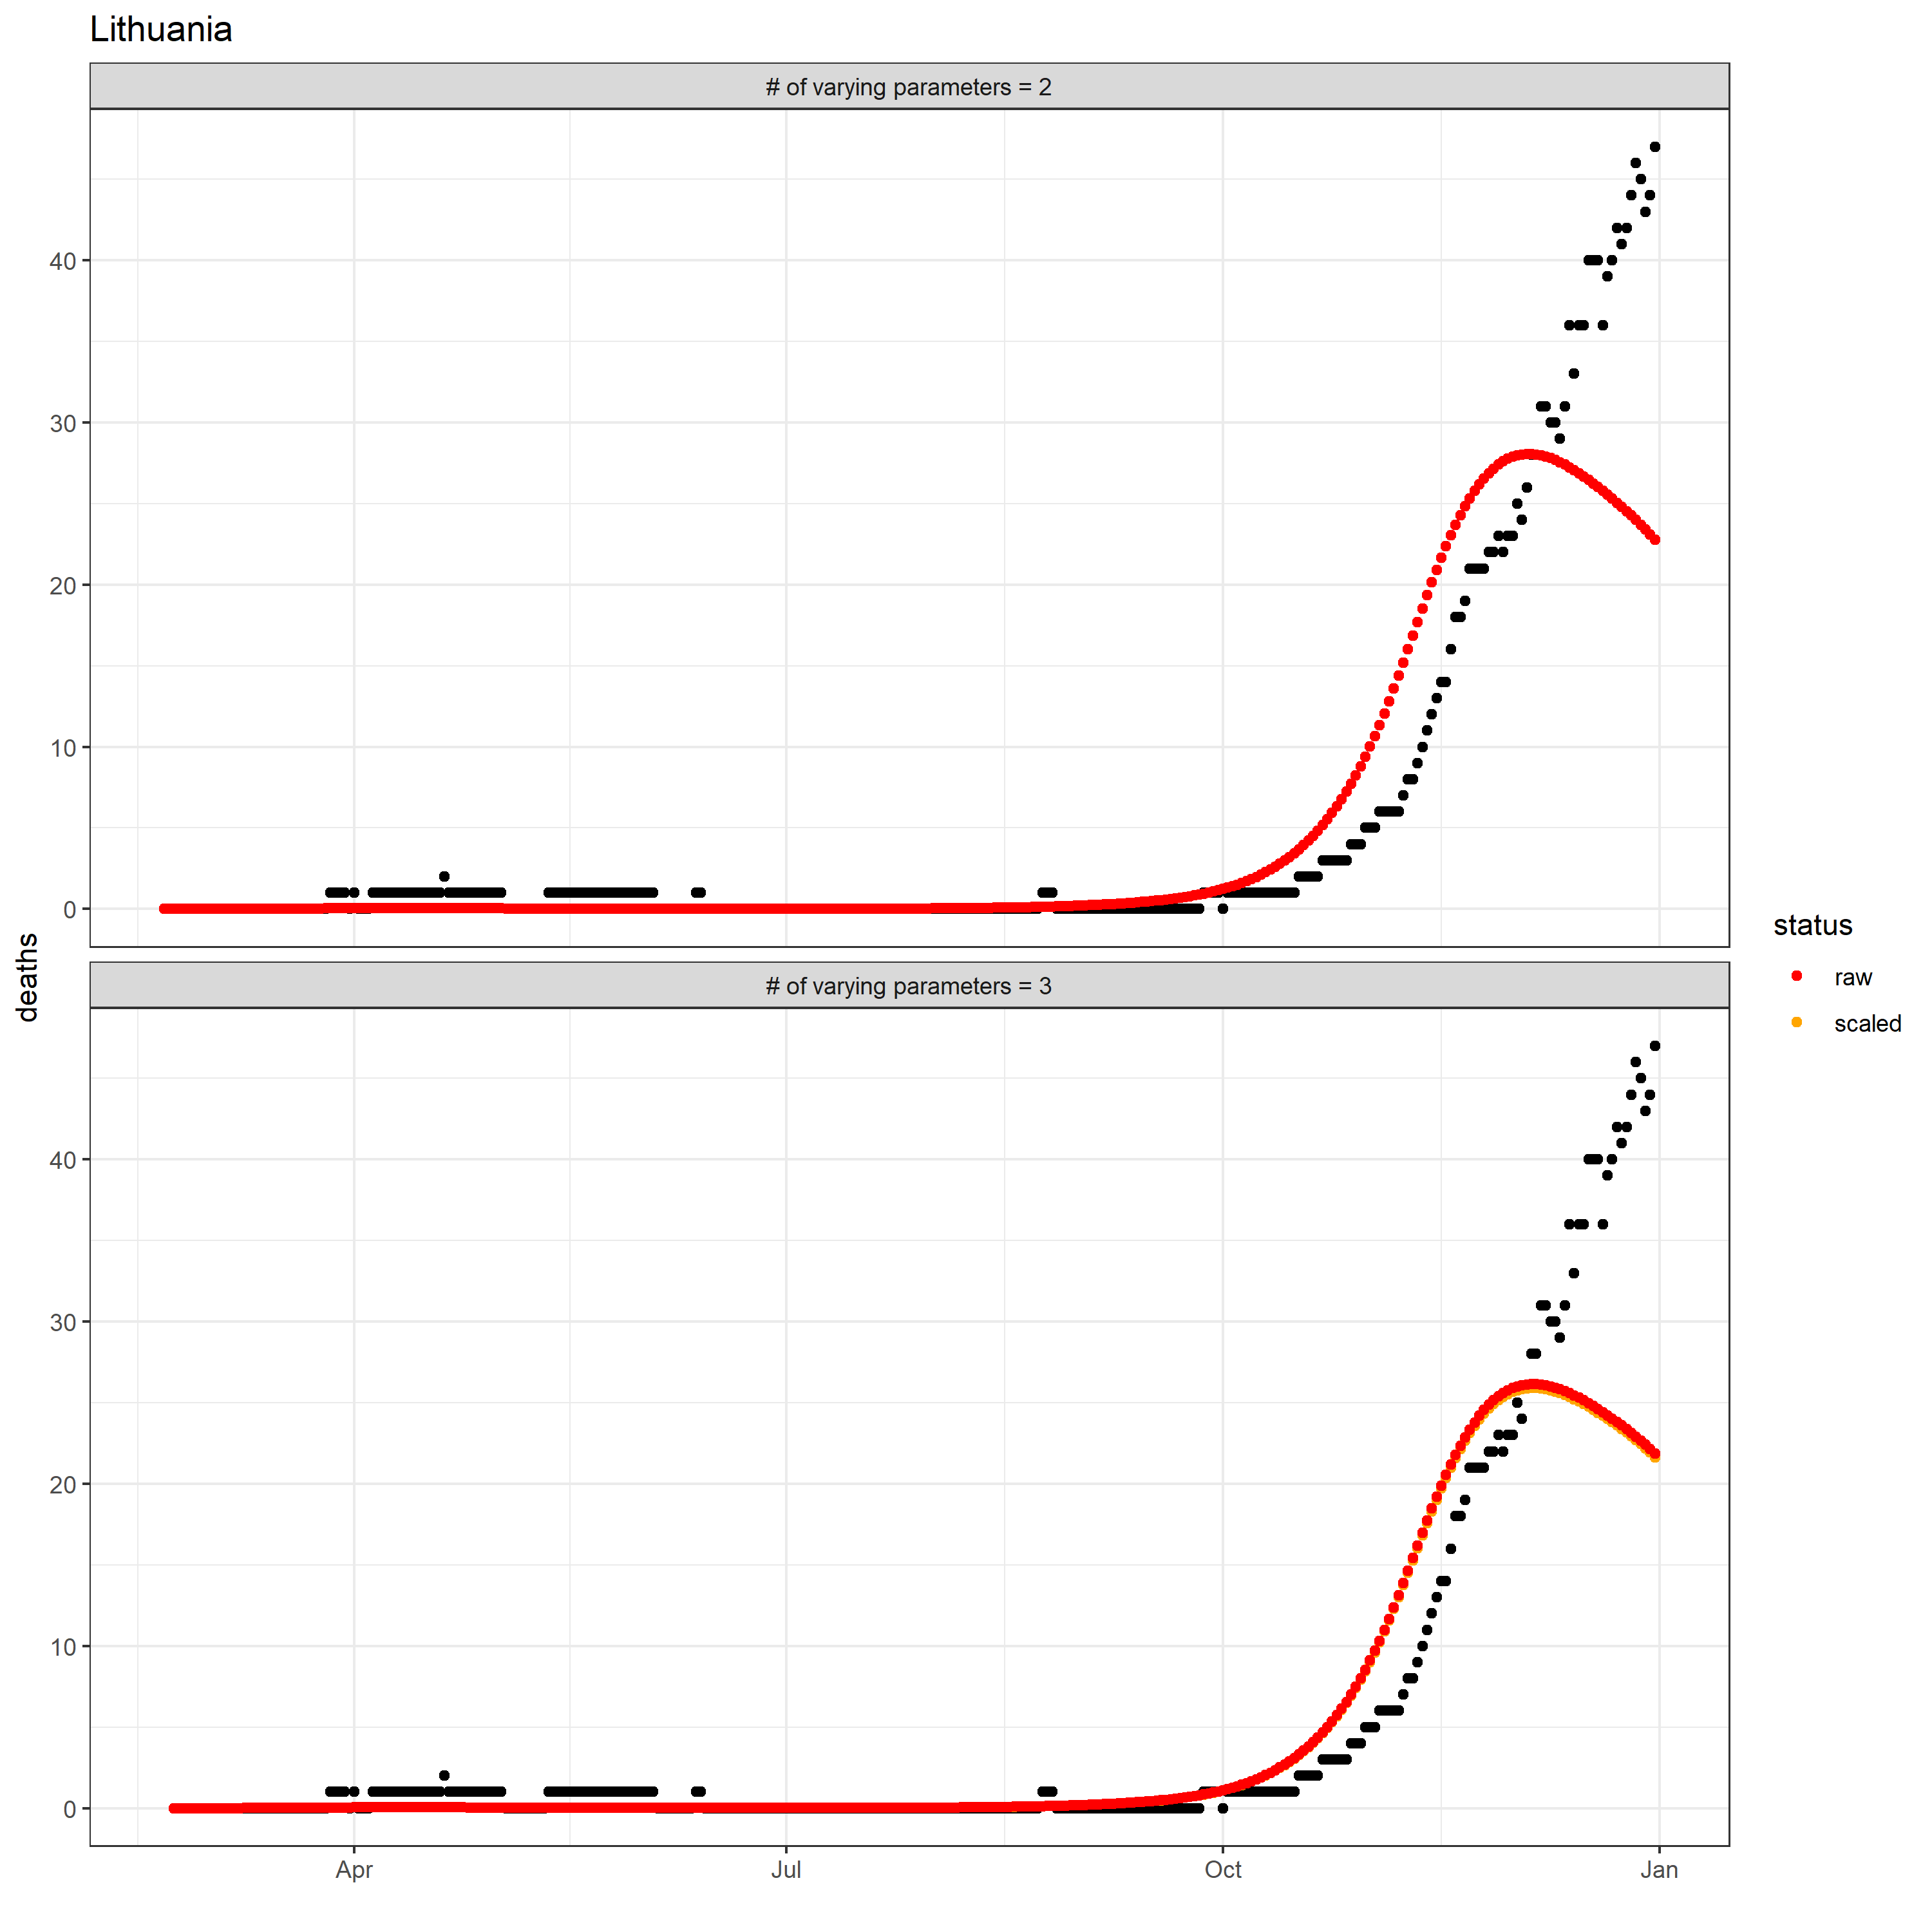 Lithuania
# of varying parameters = 2
40
30
20
10
0
deaths
# of varying parameters = 3
40
30
20
10
0
Apr
Jul
Oct
Jan
status
raw
scaled